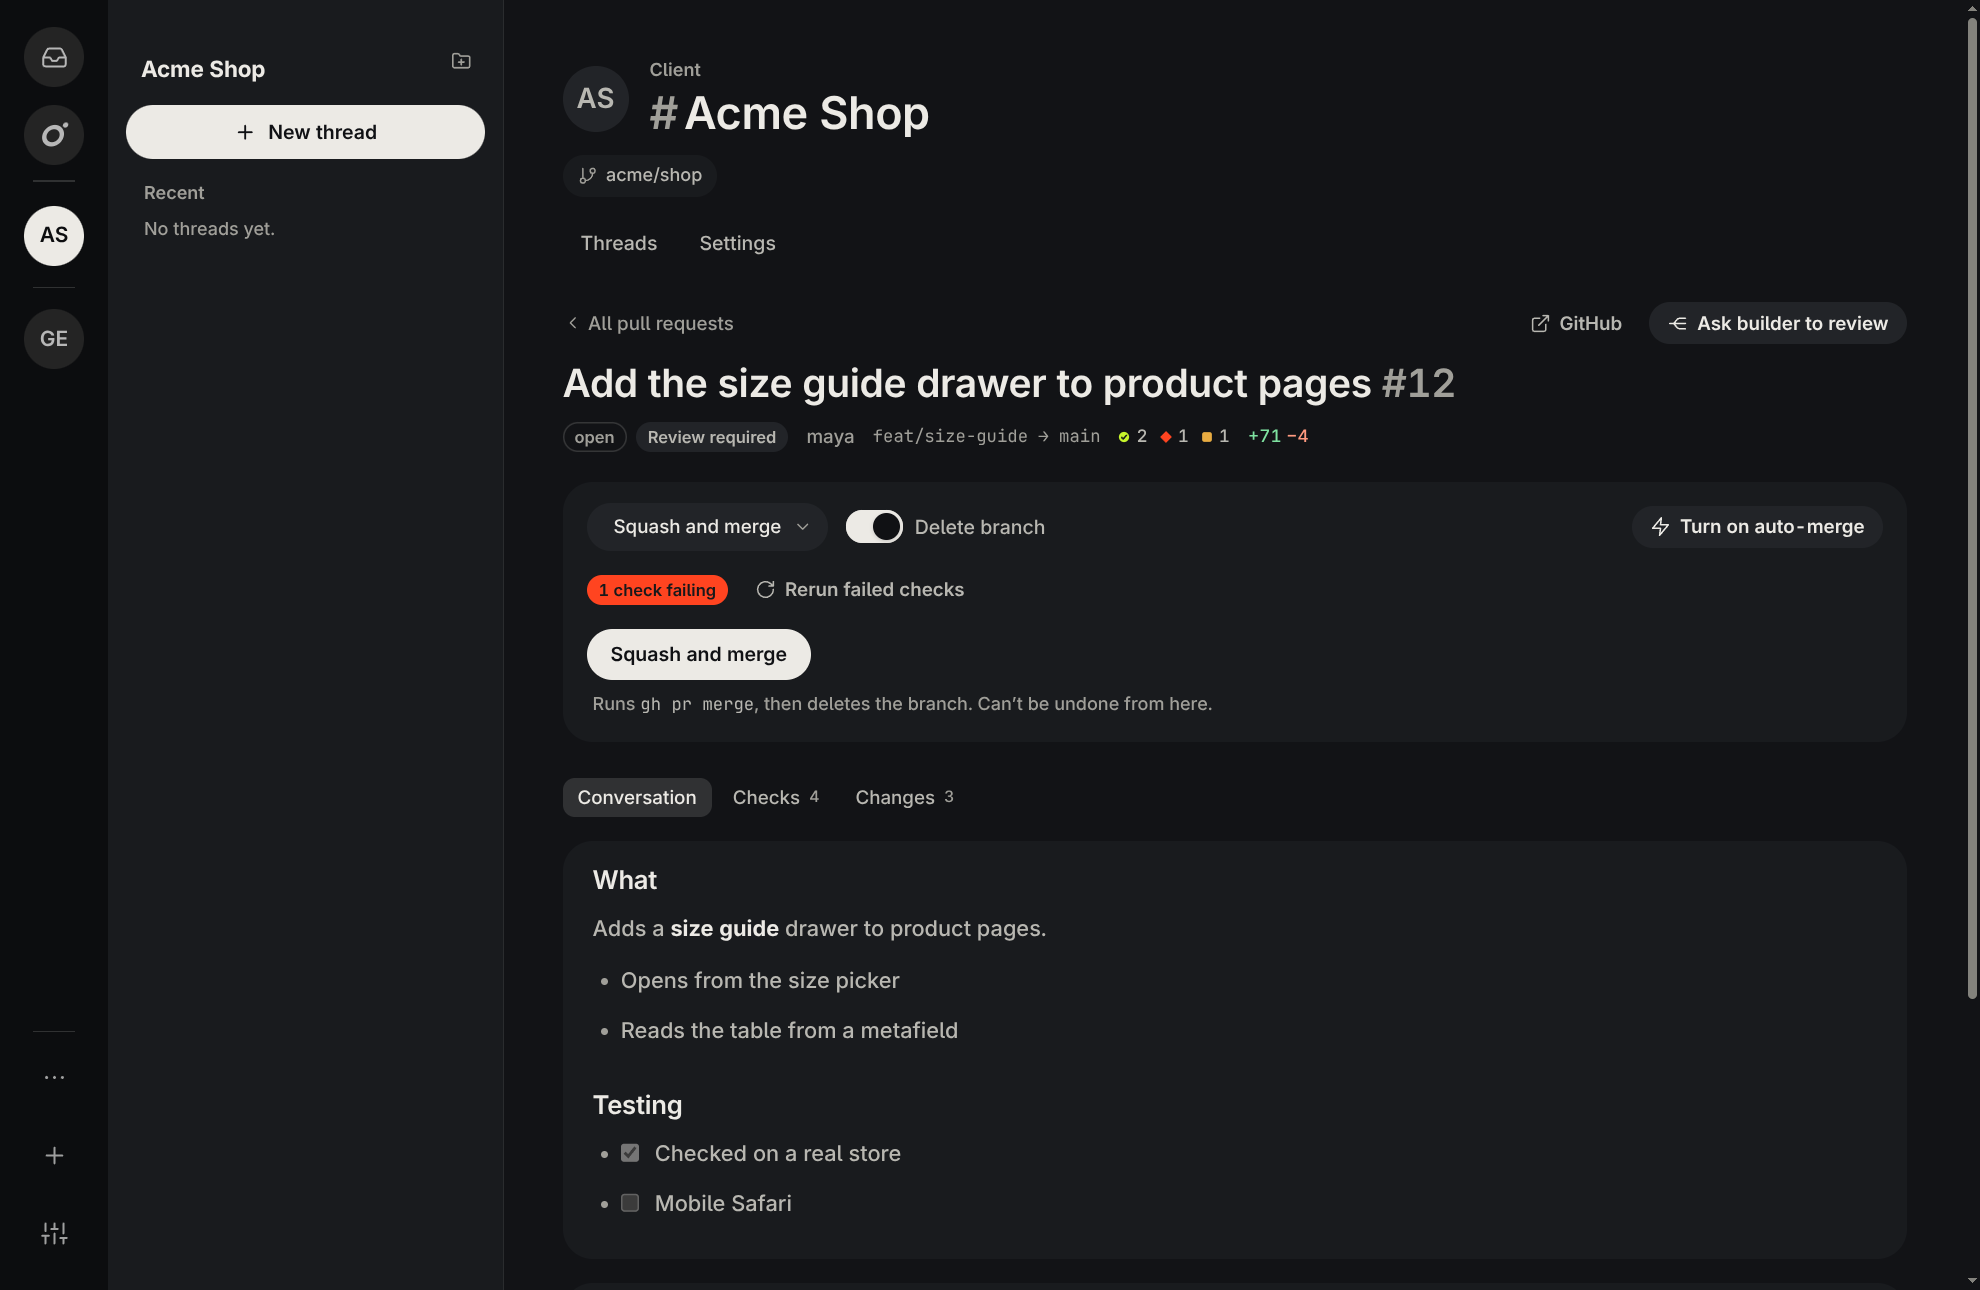 Acme Shop
New thread
Recent
No threads yet.
AS
GE
AS
Client
#Acme Shop
acme/shop
Threads Settings
All pull requests
GitHub
Ask builder to review
Add the size guide drawer to product pages #12
open Review required maya feat/size-guide → main 2 1 1 +71 −4
Squash and merge Delete branch Turn on auto-merge
1 check failing Rerun failed checks
Squash and merge
Runs gh pr merge, then deletes the branch. Can’t be undone from here.
Conversation Checks 4 Changes 3
What
Adds a size guide drawer to product pages.
• Opens from the size picker
• Reads the table from a metafield
Testing
• Checked on a real store
• Mobile Safari